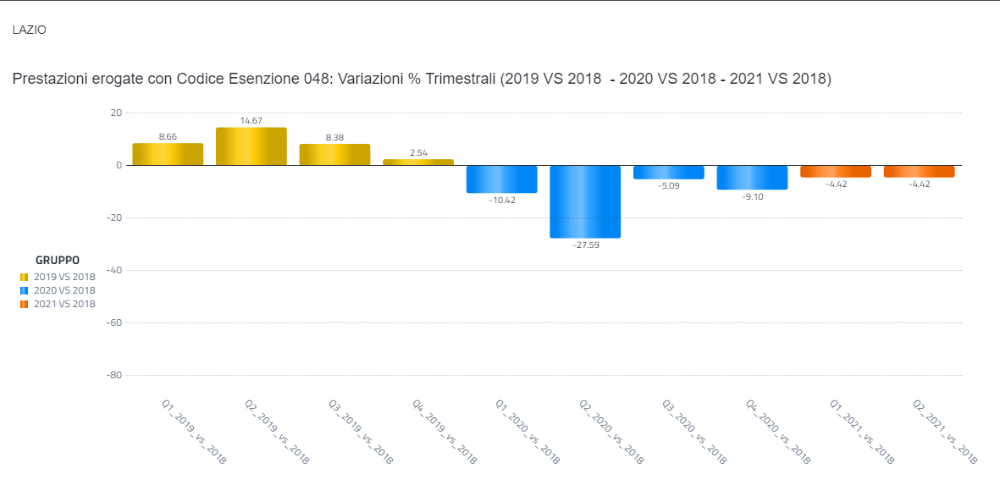 LAZIO
Prestazioni erogate con Codice Esenzione 048: Variazioni % Trimestrali (2019 VS 2018 - 2020 VS 2018 - 2021 VS 2018)
20
0
-20
-40
-60
-80
8.66
14.67
8.38
2.54
-10.42
-27.59
-5.09
-9.10
-4.42
-4.42
GRUPPO
2019 VS 2018
2020 VS 2018
2021 VS 2018
Q1_2019_vs_2018
Q2_2019_vs_2018
Q3_2019_vs_2018
Q4_2019_vs_2018
Q1_2020_vs_2018
Q2_2020_vs_2018
Q3_2020_vs_2018
Q4_2020_vs_2018
Q1_2021_vs_2018
Q2_2021_vs_2018